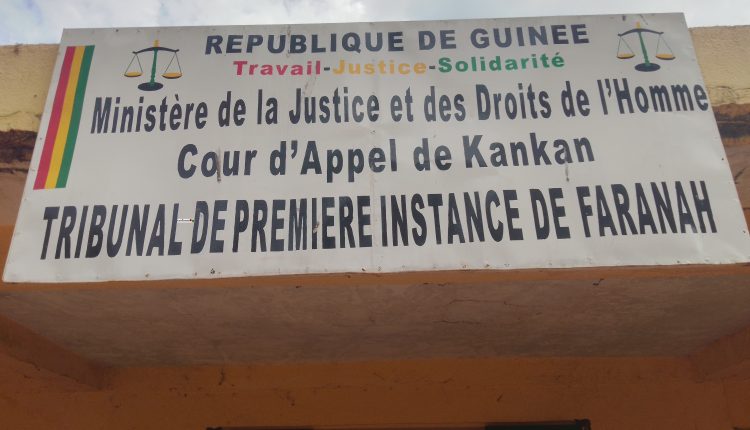 REPUBLIQUE DE GUINEE
Travail-Justice-Solidarité
Ministère de la Justice et des Droits de l'Homme
Cour d'Appel de Kankan
TRIBUNAL DE PREMIERE INSTANCE DE FARANAH